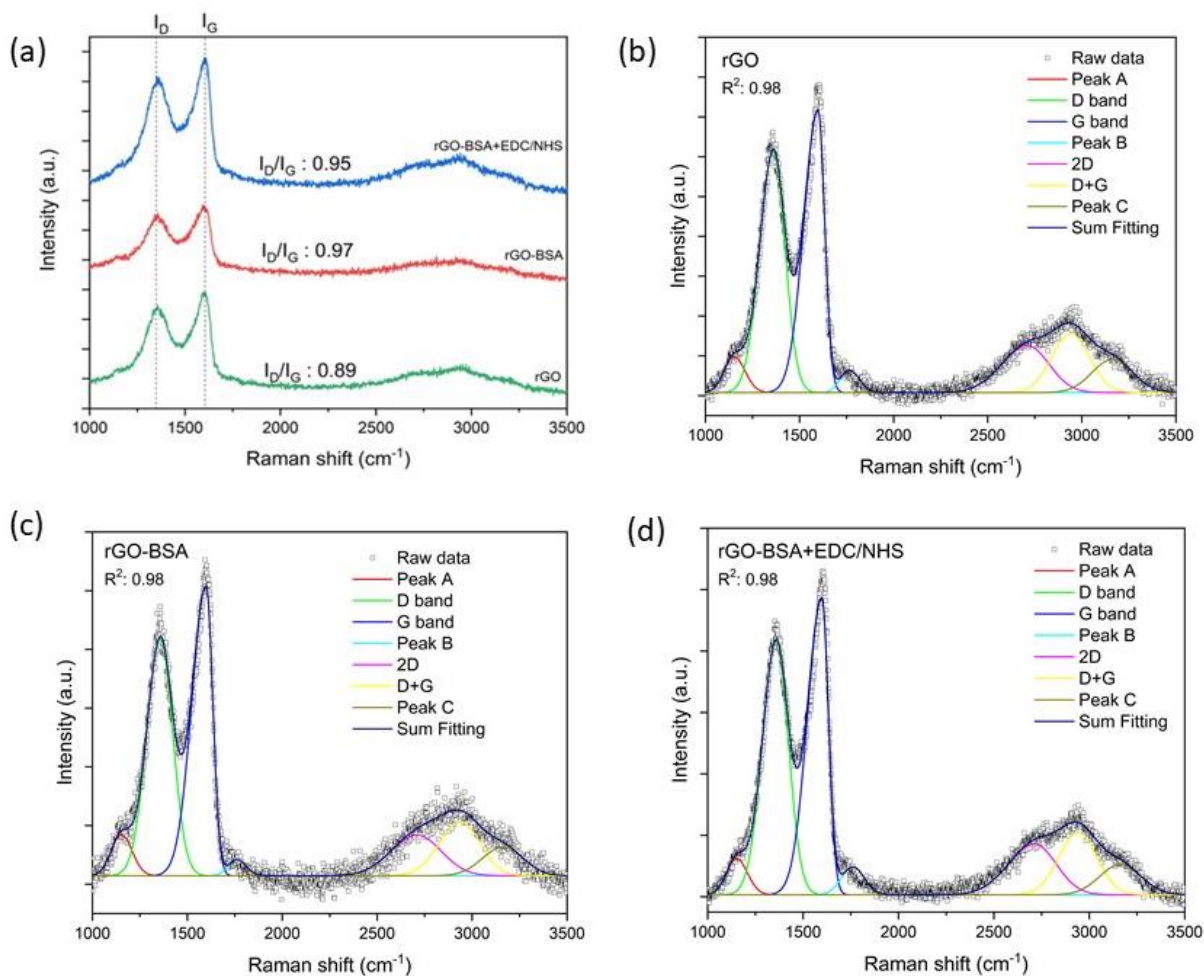 (a)
I_D I_G
Intensity (a.u.)
rGO-BSA+EDC/NHS
I_D/I_G : 0.95
rGO-BSA
I_D/I_G : 0.97
rGO
I_D/I_G : 0.89
1000 1500 2000 2500 3000 3500
Raman shift (cm⁻¹)
(b)
rGO
R²: 0.98
Raw data
Peak A
D band
G band
Peak B
2D
D+G
Peak C
Sum Fitting
Intensity (a.u.)
1000 1500 2000 2500 3000 3500
Raman shift (cm⁻¹)
(c)
rGO-BSA
R²: 0.98
Raw data
Peak A
D band
G band
Peak B
2D
D+G
Peak C
Sum Fitting
Intensity (a.u.)
1000 1500 2000 2500 3000 3500
Raman shift (cm⁻¹)
(d)
rGO-BSA+EDC/NHS
R²: 0.98
Raw data
Peak A
D band
G band
Peak B
2D
D+G
Peak C
Sum Fitting
Intensity (a.u.)
1000 1500 2000 2500 3000 3500
Raman shift (cm⁻¹)